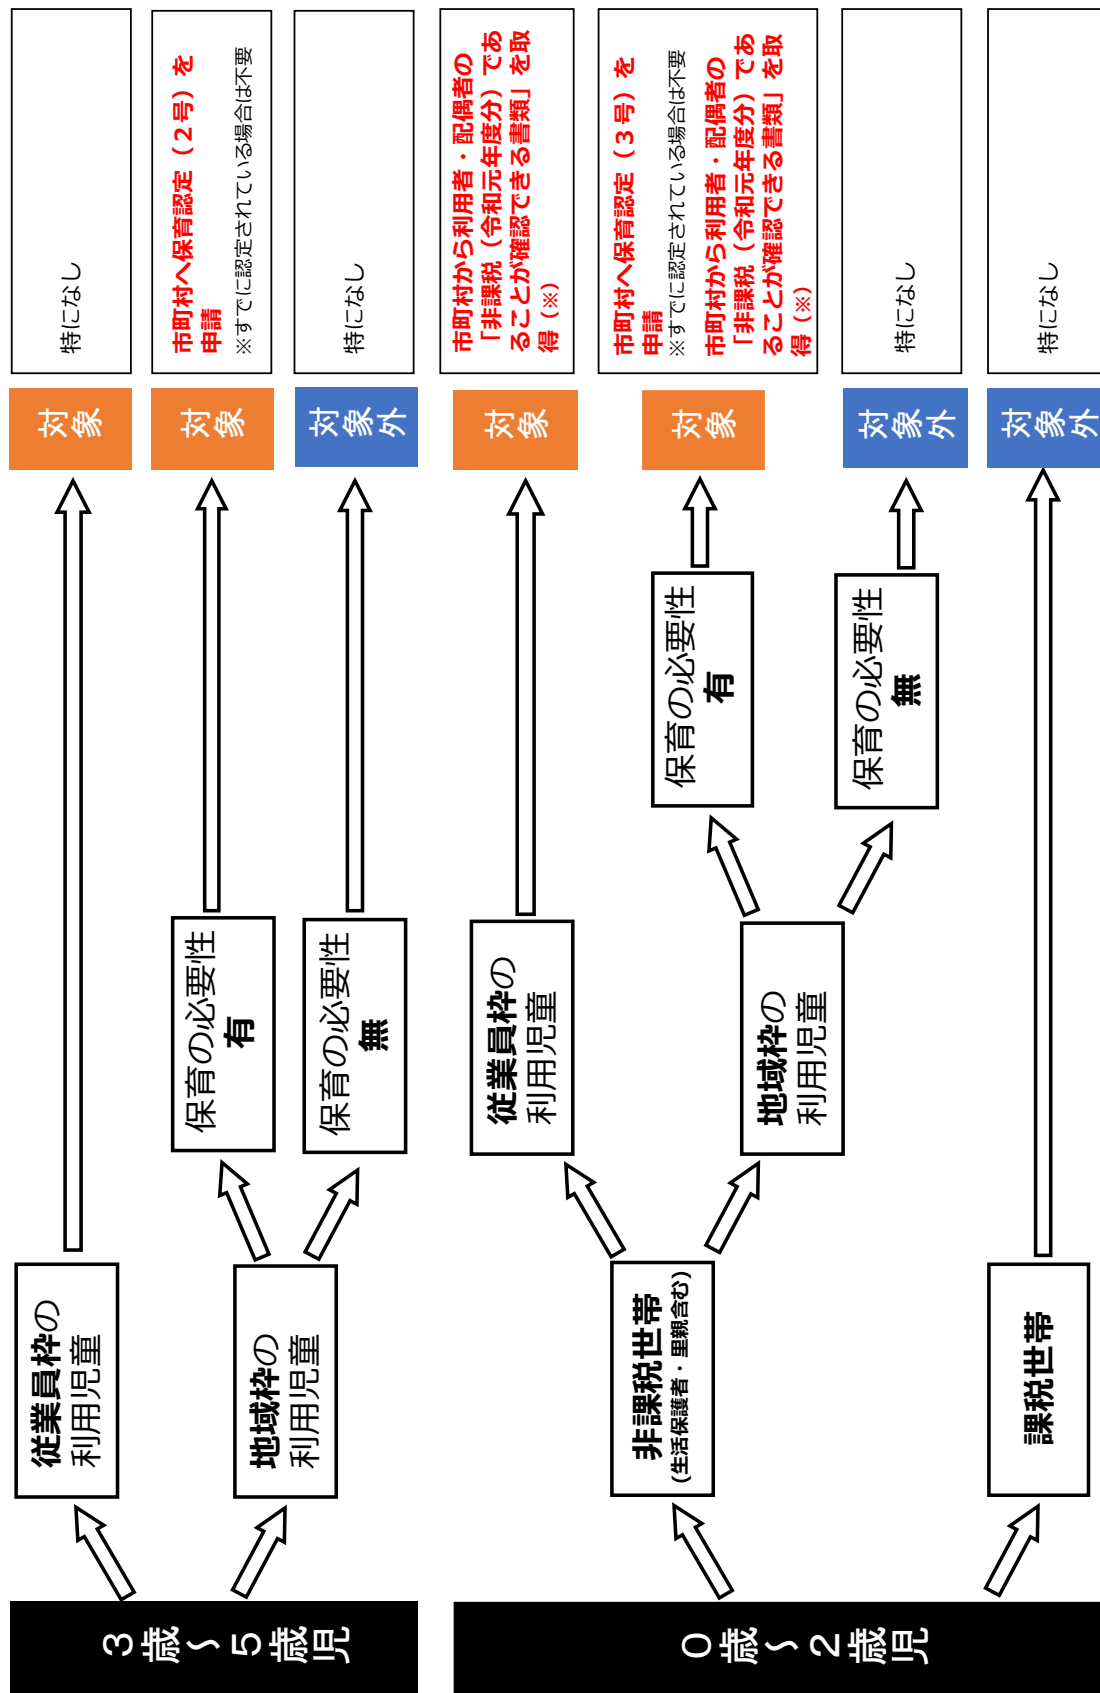 3歳～5歳児
従業員枠の
利用児童
対象
特になし
地域枠の
利用児童
保育の必要性
有
対象
市町村へ保育認定（２号）を
申請
※すでに認定されている場合は不要
保育の必要性
無
対象外
特になし
0歳～2歳児
非課税世帯
(生活保護者・里親含む)
従業員枠の
利用児童
対象
市町村から利用者・配偶者の
「非課税（令和元年度分）であ
ることが確認できる書類」を取
得（※）
地域枠の
利用児童
保育の必要性
有
対象
市町村へ保育認定（３号）を
申請
※すでに認定されている場合は不要
市町村から利用者・配偶者の
「非課税（令和元年度分）であ
ることが確認できる書類」を取
得（※）
保育の必要性
無
対象外
特になし
課税世帯
対象外
特になし